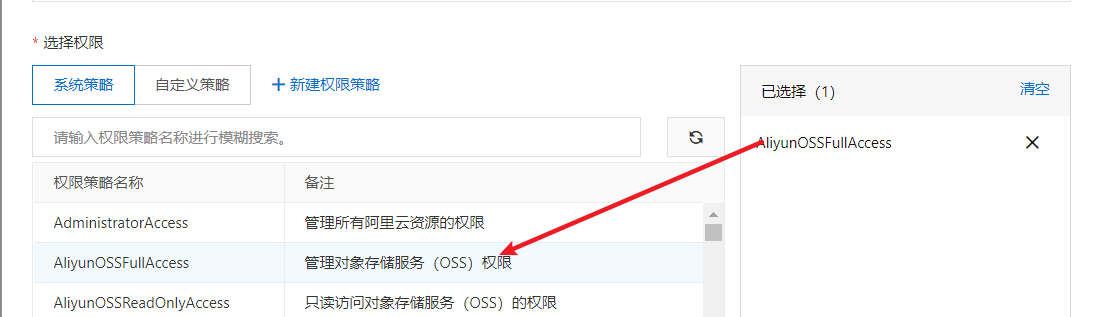 * 选择权限
系统策略 自定义策略 + 新建权限策略
请输入权限策略名称进行模糊搜索。
权限策略名称 备注
AdministratorAccess 管理所有阿里云资源的权限
AliyunOSSFullAccess 管理对象存储服务（OSS）权限
AliyunOSSReadOnlyAccess 只读访问对象存储服务（OSS）的权限
已选择（1） 清空
AliyunOSSFullAccess